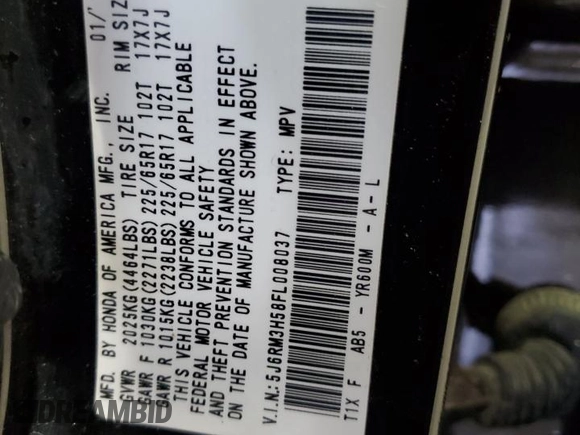 MFD. BY HONDA OF AMERICA MFG., INC. 01/
GVWR 2025KG(4464LBS) TIRE SIZE RIM SIZ
GAWR F 1030KG(2271LBS) 225/65R17 102T 17X7J
GAWR R 1015KG(2238LBS) 225/65R17 102T 17X7J
THIS VEHICLE CONFORMS TO ALL APPLICABLE
FEDERAL MOTOR VEHICLE SAFETY
AND THEFT PREVENTION STANDARDS IN EFFECT
ON THE DATE OF MANUFACTURE SHOWN ABOVE.
V.I.N.: 5J6RM3H58FL008037 TYPE: MPV
T1X F AB5 - YR600M - A - L
DREAMBID